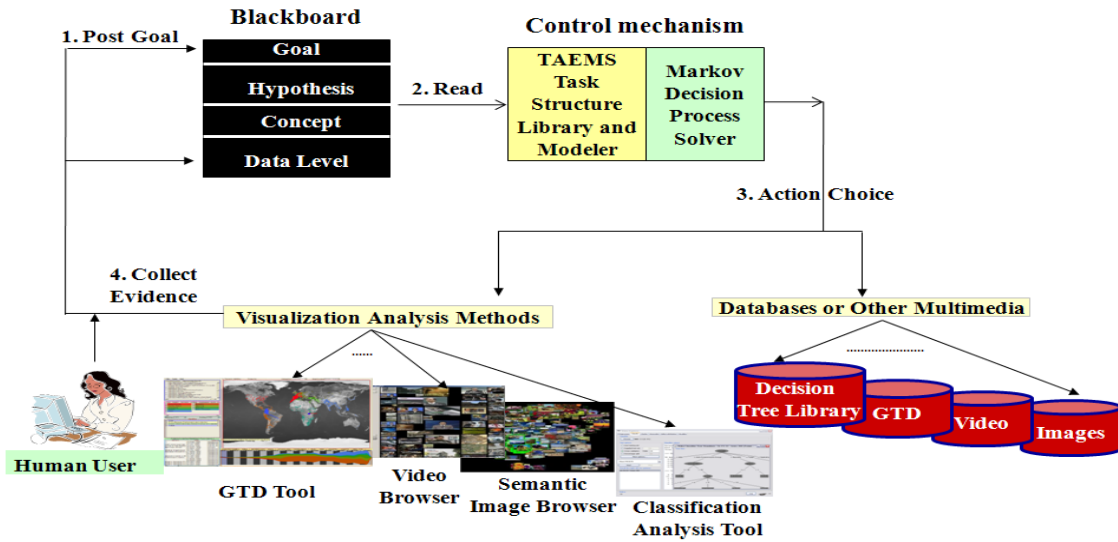 Blackboard
Control mechanism
1. Post Goal
Goal
Hypothesis
Concept
Data Level
2. Read
TAEMS
Task
Structure
Library and
Modeler
Markov
Decision
Process
Solver
3. Action Choice
4. Collect
Evidence
Visualization Analysis Methods
Databases or Other Multimedia
......
......................
Decision
Tree Library
GTD
Video
Images
Human User
GTD Tool
Video
Browser
Semantic
Image Browser
Classification
Analysis Tool